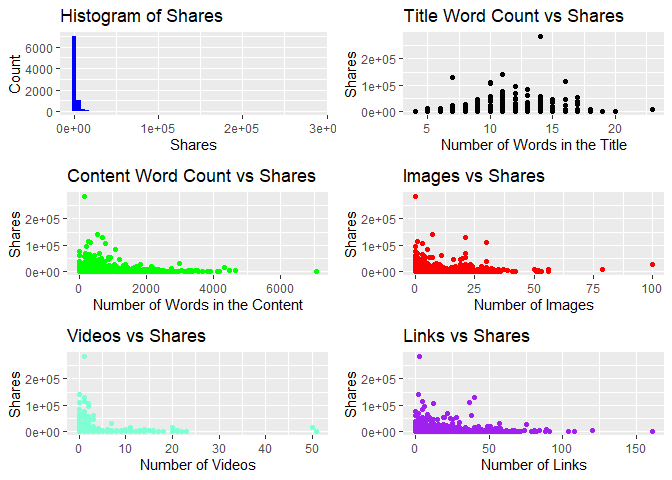 Histogram of Shares
Count
6000
4000
2000
0
0e+00 1e+05 2e+05 3e+0
Shares
Title Word Count vs Shares
Shares
2e+05
1e+05
0e+00
5 10 15 20
Number of Words in the Title
Content Word Count vs Shares
Shares
2e+05
1e+05
0e+00
0 2000 4000 6000
Number of Words in the Content
Images vs Shares
Shares
2e+05
1e+05
0e+00
0 25 50 75 100
Number of Images
Videos vs Shares
Shares
2e+05
1e+05
0e+00
0 10 20 30 40 50
Number of Videos
Links vs Shares
Shares
2e+05
1e+05
0e+00
0 50 100 150
Number of Links